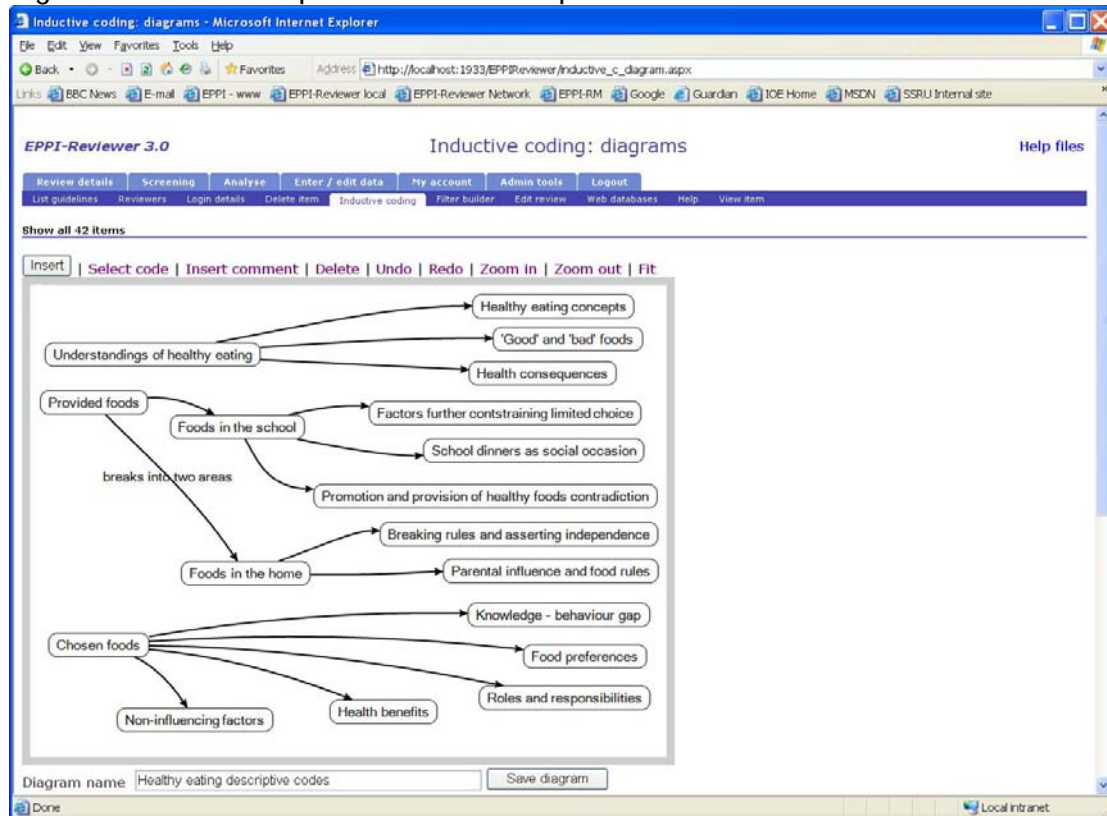 Inductive coding: diagrams - Microsoft Internet Explorer
File Edit View Favorites Tools Help
Back Favorites Address http://localhost:1933/EPPIReviewer/inductive_c_diagram.aspx
Links BBC News E-mail EPPI - www EPPI-Reviewer local EPPI-Reviewer Network EPPI-RM Google Guardian IOE Home MSDN SSRU Internal site
EPPI-Reviewer 3.0 Inductive coding: diagrams Help files
Review details Screening Analyse Enter / edit data My account Admin tools Logout
List guidelines Reviewers Login details Delete item Inductive coding Filter builder Edit review Web databases Help View item
Show all 42 items
Insert | Select code | Insert comment | Delete | Undo | Redo | Zoom in | Zoom out | Fit
Healthy eating concepts
'Good' and 'bad' foods
Understandings of healthy eating
Health consequences
Provided foods
Factors further contstraining limited choice
Foods in the school
School dinners as social occasion
breaks into two areas
Promotion and provision of healthy foods contradiction
Breaking rules and asserting independence
Foods in the home
Parental influence and food rules
Knowledge - behaviour gap
Chosen foods
Food preferences
Roles and responsibilities
Health benefits
Non-influencing factors
Diagram name Healthy eating descriptive codes Save diagram
Done Local intranet